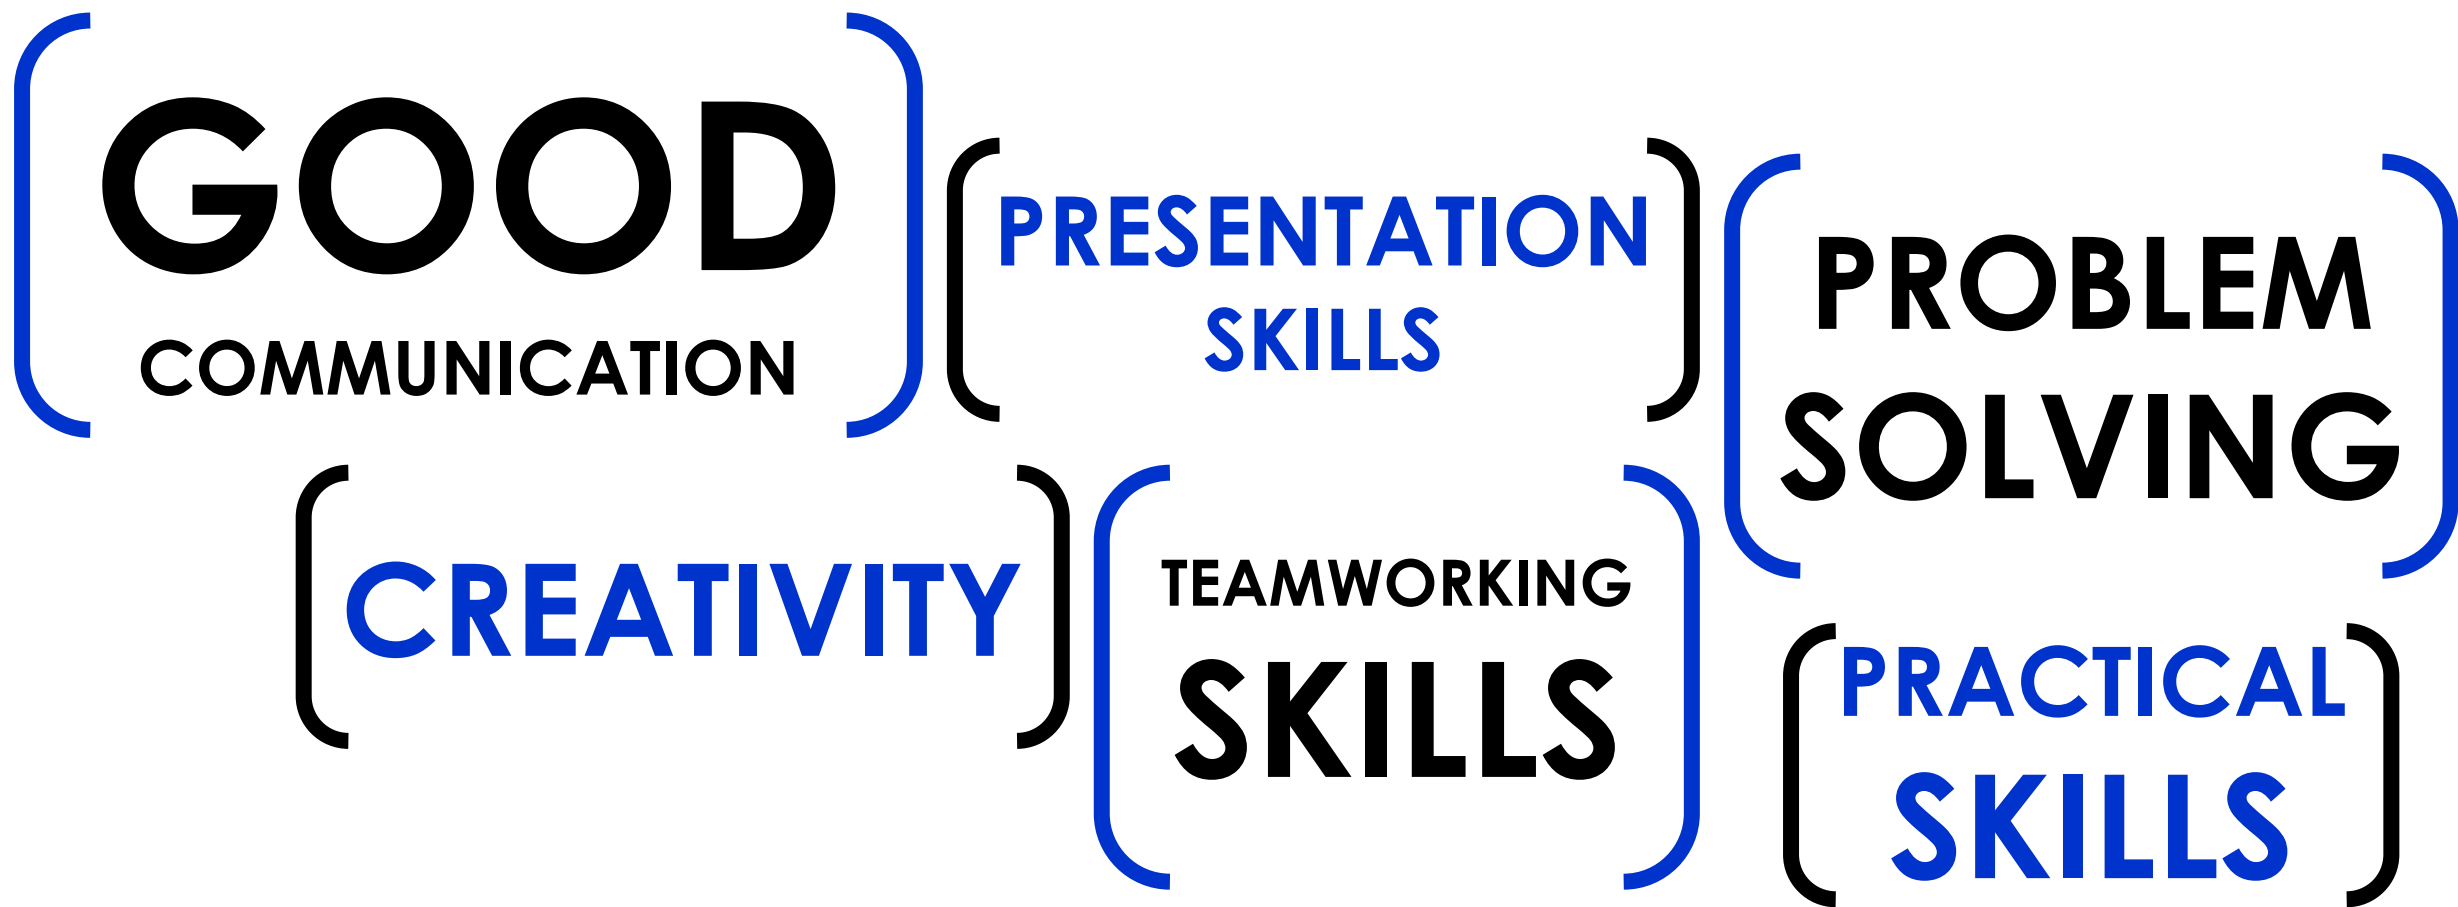 GOOD
COMMUNICATION
PRESENTATION
SKILLS
PROBLEM
SOLVING
CREATIVITY
TEAMWORKING
SKILLS
PRACTICAL
SKILLS